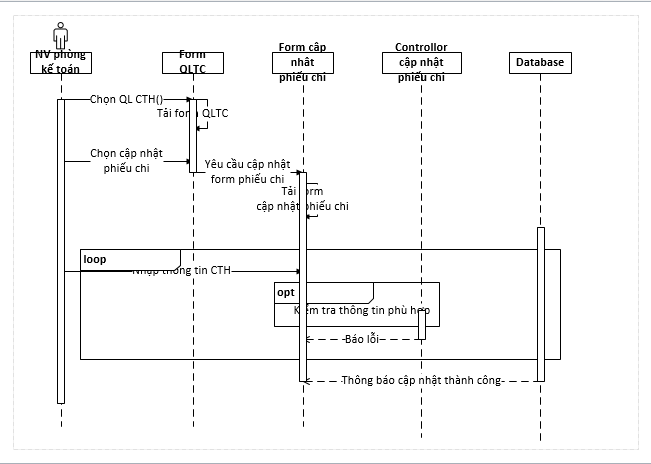 NV phòng
kế toán
Form
QLTC
Form cập
nhât
phiếu chi
Controllor
cập nhật
phiếu chi
Database
Chọn QL CTH()
Tải form QLTC
Chọn cập nhật
phiếu chi
Yêu cầu cập nhật
form phiếu chi
Tải form
cập nhật phiếu chi
loop
Nhập thông tin CTH
opt
Kiểm tra thông tin phù hợp
Báo lỗi
Thông báo cập nhật thành công